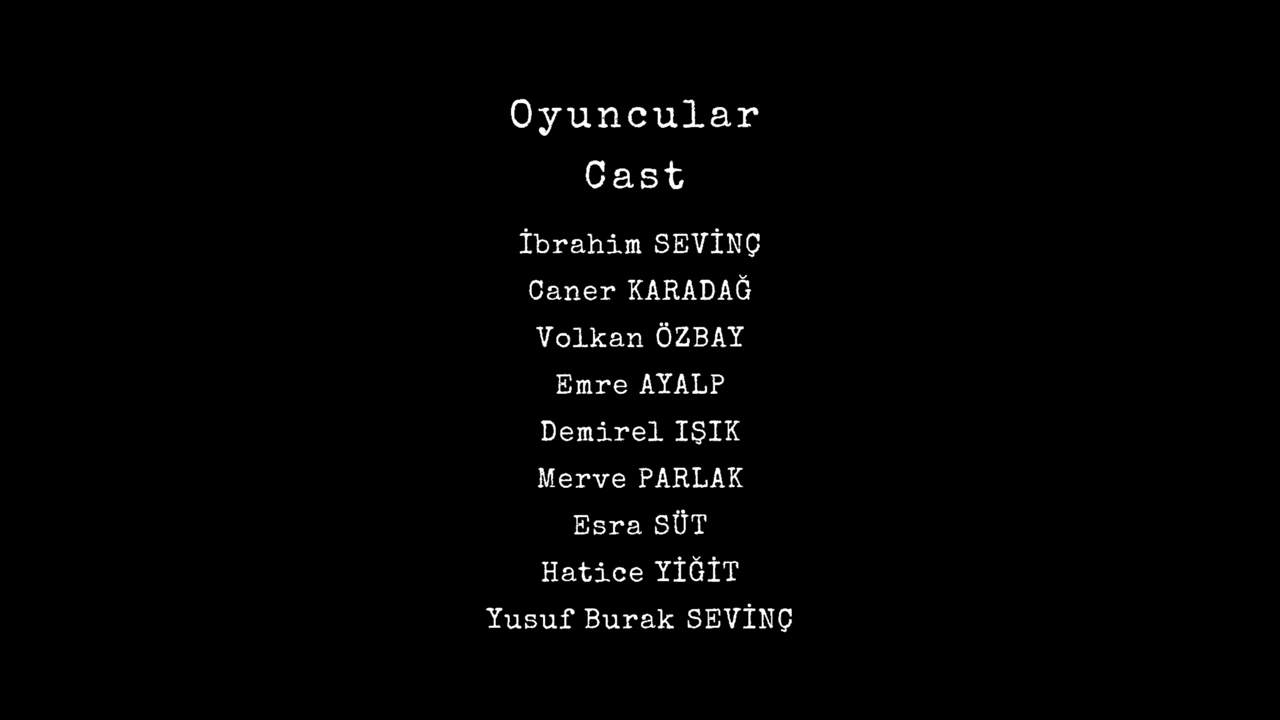 Oyuncular
Cast
İbrahim SEVİNÇ
Caner KARADAĞ
Volkan ÖZBAY
Emre AYALP
Demirel IŞIK
Merve PARLAK
Esra SÜT
Hatice YİĞİT
Yusuf Burak SEVİNÇ